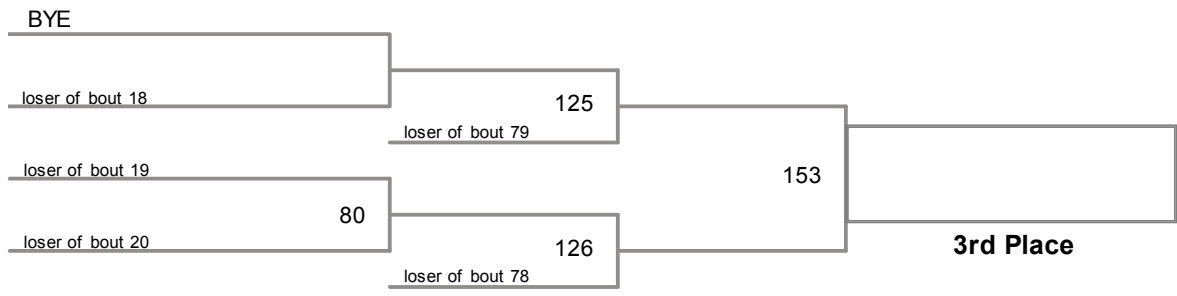 BYE
loser of bout 18
125
loser of bout 79
loser of bout 19
153
80
loser of bout 20
126
3rd Place
loser of bout 78